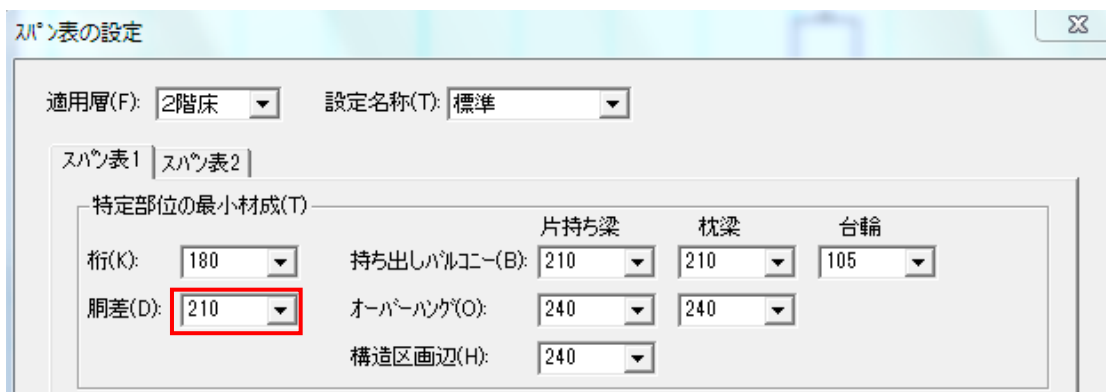 ｽﾊﾟﾝ表の設定
適用層(F): 2階床 設定名称(T): 標準
ｽﾊﾟﾝ表1 ｽﾊﾟﾝ表2
特定部位の最小材成(T)
片持ち梁 枕梁 台輪
桁(K): 180 持ち出しﾊﾞﾙｺﾆｰ(B): 210 210 105
胴差(D): 210 ｵｰﾊﾞｰﾊﾝｸﾞ(O): 240 240
構造区画辺(H): 240